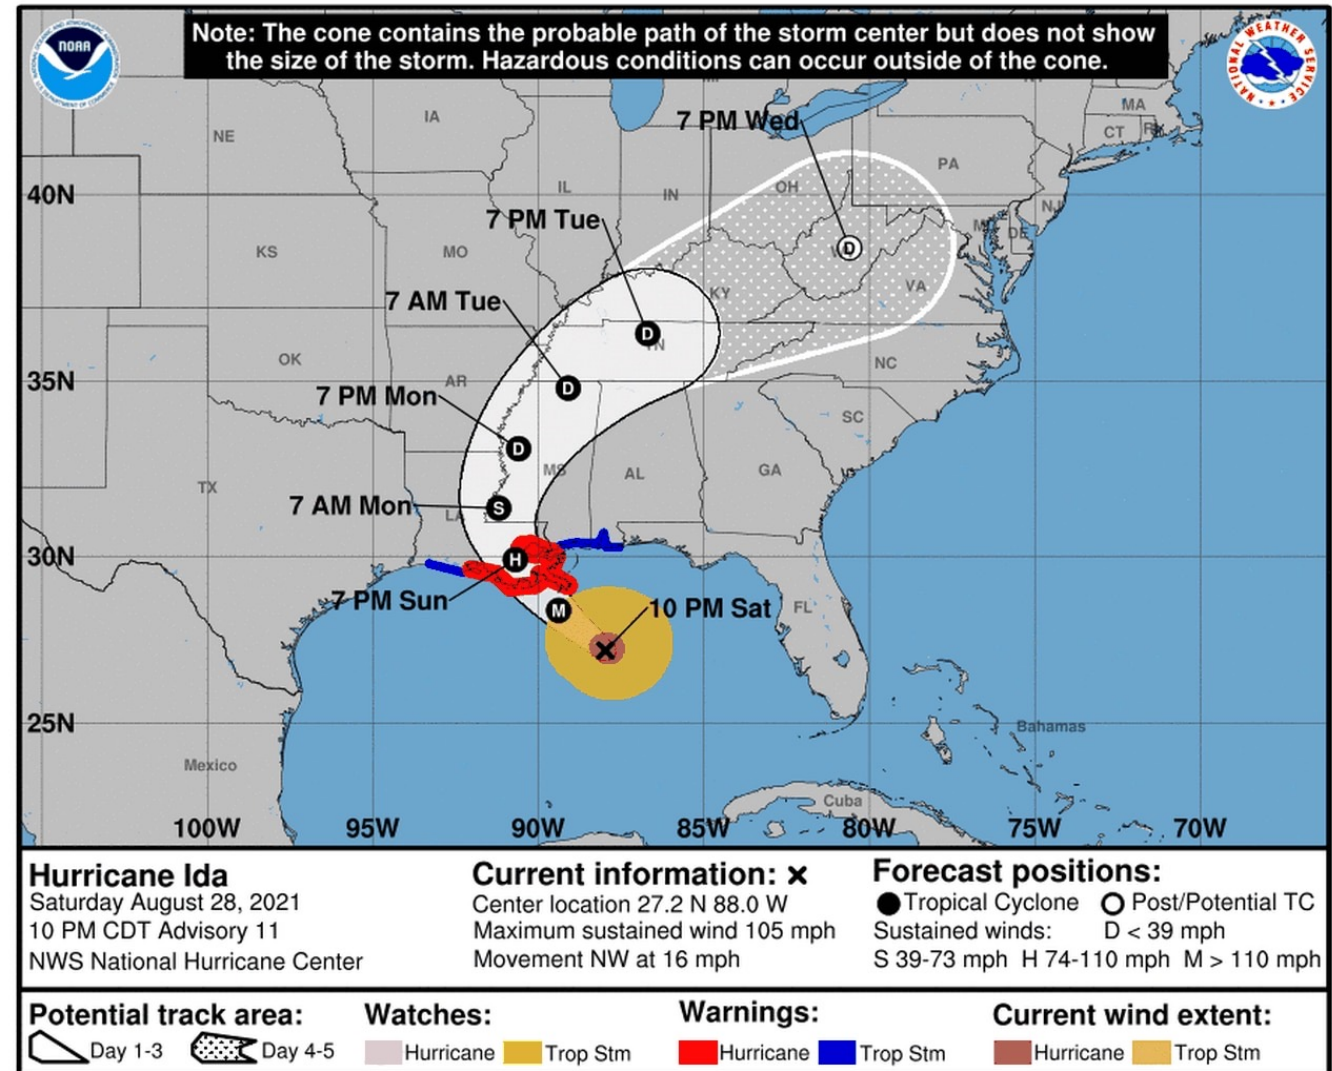 Note: The cone contains the probable path of the storm center but does not show
the size of the storm. Hazardous conditions can occur outside of the cone.
NOAA
NATIONAL WEATHER SERVICE
7 PM Wed
MA
CT
NE
IA
PA
40N
IL
IN
OH
NJ
7 PM Tue
DE
KS
MO
7 AM Tue
D
KY
VA
D
OK
NC
35N
AR
D
7 PM Mon
SC
D
MS
AL
GA
TX
7 AM Mon
S
LA
30N
H
7 PM Sun
M
10 PM Sat
FL
25N
Bahamas
Mexico
Cuba
100W
95W
90W
85W
80W
75W
70W
Hurricane Ida
Saturday August 28, 2021
10 PM CDT Advisory 11
NWS National Hurricane Center
Current information: x
Center location 27.2 N 88.0 W
Maximum sustained wind 105 mph
Movement NW at 16 mph
Forecast positions:
Tropical Cyclone
Post/Potential TC
Sustained winds: D < 39 mph
S 39-73 mph H 74-110 mph M > 110 mph
Potential track area:
Day 1-3
Day 4-5
Watches:
Hurricane
Trop Stm
Warnings:
Hurricane
Trop Stm
Current wind extent:
Hurricane
Trop Stm